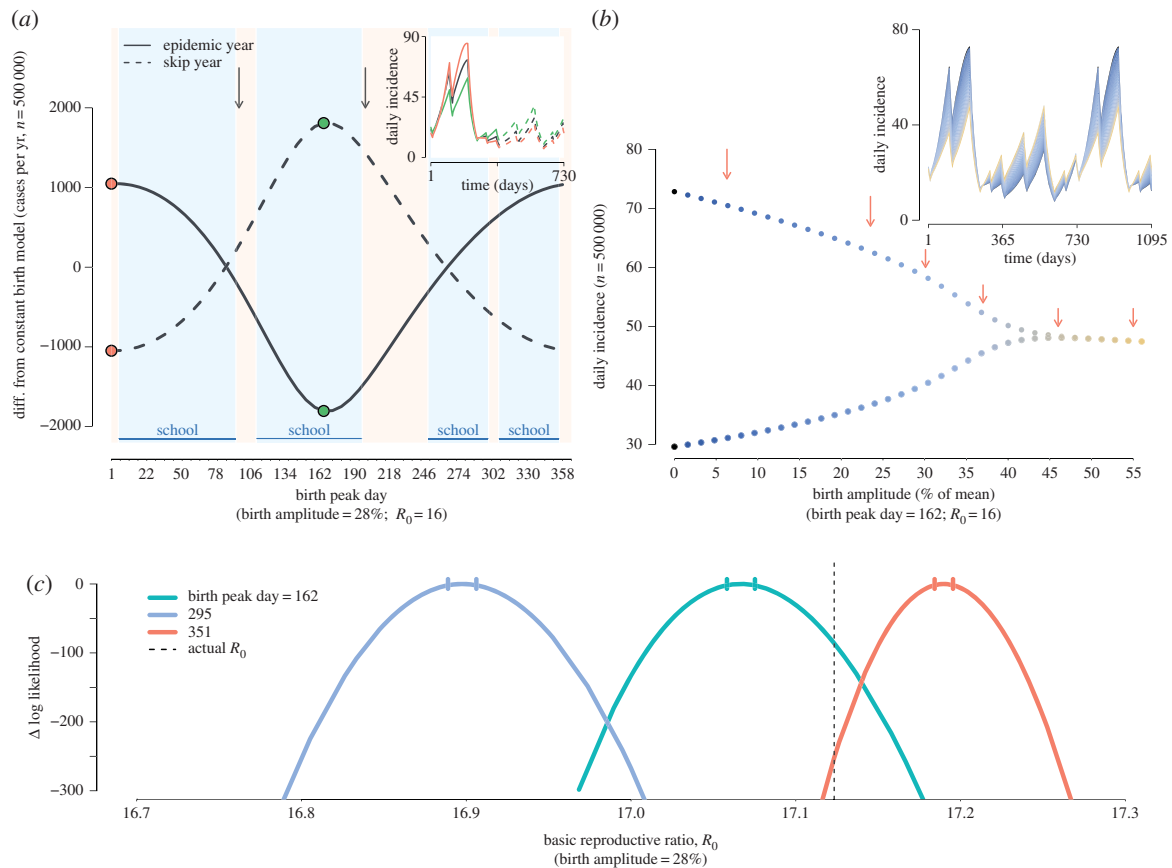 (a)
epidemic year
skip year
diff. from constant birth model (cases per yr, n = 500 000)
2000
1000
0
−1000
−2000
school
school
school
school
1 22 50 78 106 134 162 190 218 246 274 302 330 358
birth peak day
(birth amplitude = 28%; R0 = 16)
daily incidence
90
45
0
1
730
time (days)
(b)
daily incidence (n = 500 000)
80
70
60
50
40
30
0 5 10 15 20 25 30 35 40 45 50 55
birth amplitude (% of mean)
(birth peak day = 162; R0 = 16)
daily incidence
80
40
0
1 365 730 1095
time (days)
(c)
birth peak day = 162
295
351
actual R0
Δ log likelihood
0
−100
−200
−300
16.7 16.8 16.9 17.0 17.1 17.2 17.3
basic reproductive ratio, R0
(birth amplitude = 28%)